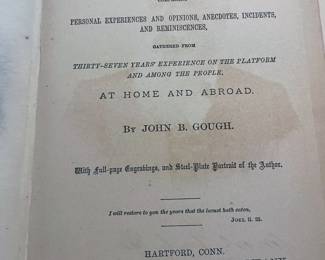 PERSONAL EXPERIENCES AND OPINIONS, ANECDOTES, INCIDENTS,
AND REMINISCENCES,
GATHERED FROM
THIRTY-SEVEN YEARS' EXPERIENCE ON THE PLATFORM
AND AMONG THE PEOPLE,
AT HOME AND ABROAD.
BY JOHN B. GOUGH.
With Full-page Engravings, and Steel-Plate Portrait of the Author.
I will restore to you the years that the locust hath eaten.
JOEL ii. 25.
HARTFORD, CONN.